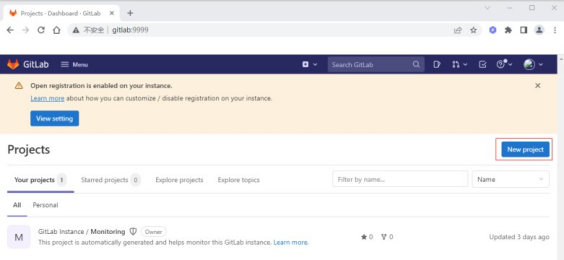 Projects · Dashboard · GitLab
不安全 | gitlab:9999
GitLab Menu Search GitLab
Open registration is enabled on your instance.
Learn more about how you can customize / disable registration on your instance.
View setting
Projects New project
Your projects 1 Starred projects 0 Explore projects Explore topics Filter by name... Name
All Personal
M GitLab Instance / Monitoring Owner 0 0 Updated 3 days ago
This project is automatically generated and helps monitor this GitLab instance. Learn more.